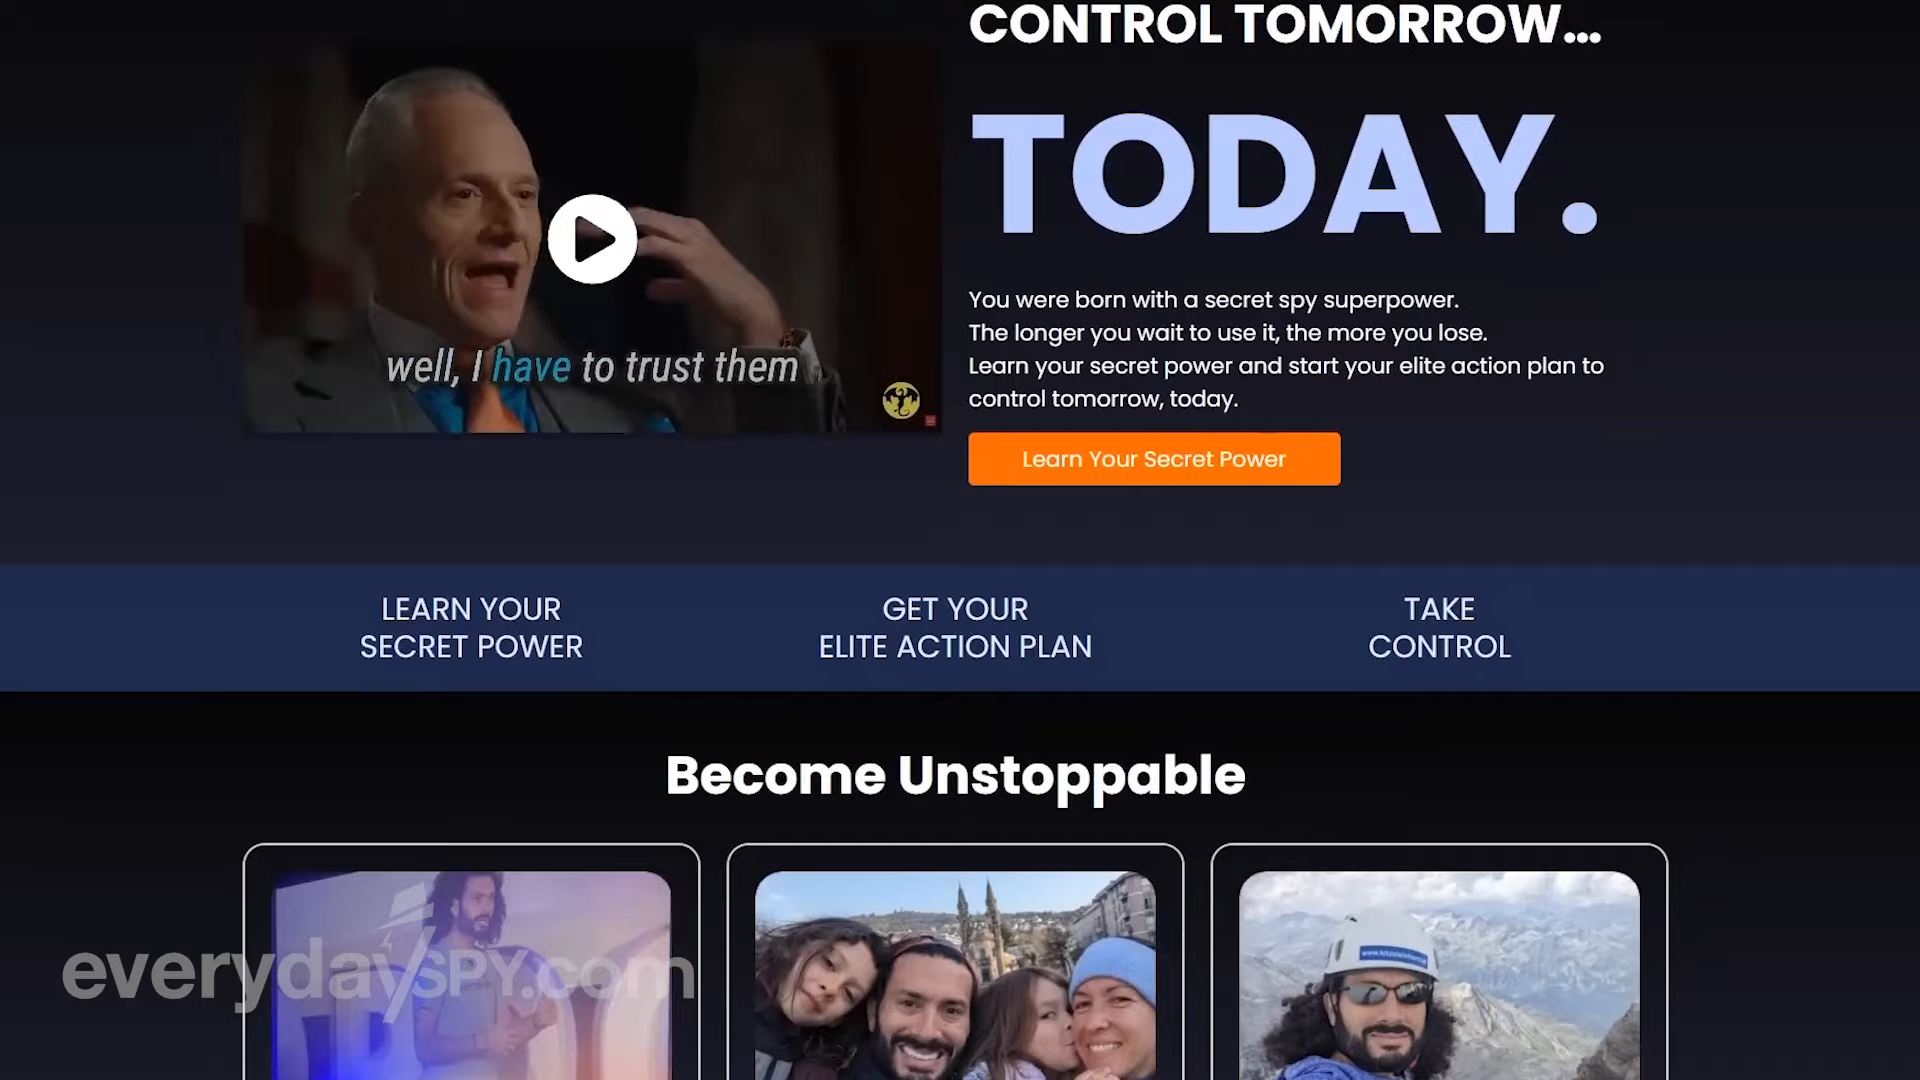 CONTROL TOMORROW...
TODAY.
well, I have to trust them
You were born with a secret spy superpower.
The longer you wait to use it, the more you lose.
Learn your secret power and start your elite action plan to
control tomorrow, today.
Learn Your Secret Power
LEARN YOUR
SECRET POWER
GET YOUR
ELITE ACTION PLAN
TAKE
CONTROL
Become Unstoppable
everydaySPY.com